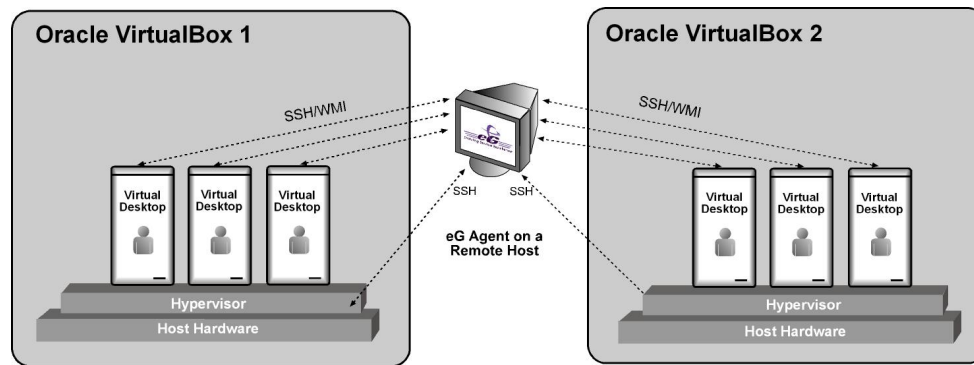 Oracle VirtualBox 1
Oracle VirtualBox 2
SSH/WMI
SSH/WMI
eG
Virtual
Desktop
Virtual
Desktop
Virtual
Desktop
Virtual
Desktop
Virtual
Desktop
Virtual
Desktop
SSH
SSH
eG Agent on a
Remote Host
Hypervisor
Host Hardware
Hypervisor
Host Hardware